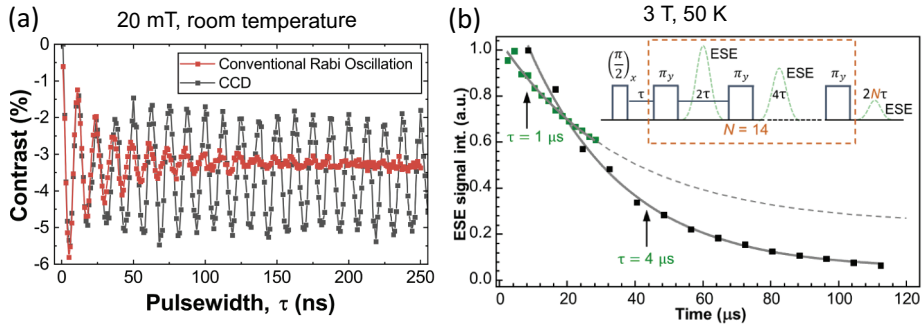 (a)
20 mT, room temperature
Contrast (%)
0
-1
-2
-3
-4
-5
-6
Conventional Rabi Oscillation
CCD
0 50 100 150 200 250
Pulsewidth, τ (ns)
(b)
3 T, 50 K
ESE signal int. (a.u.)
1.0
0.8
0.6
0.4
0.2
0.0
(π/2)x
τ
πy
ESE
2τ
πy
ESE
4τ
πy
2Nτ
ESE
N = 14
τ = 1 μs
τ = 4 μs
0 20 40 60 80 100 120
Time (μs)